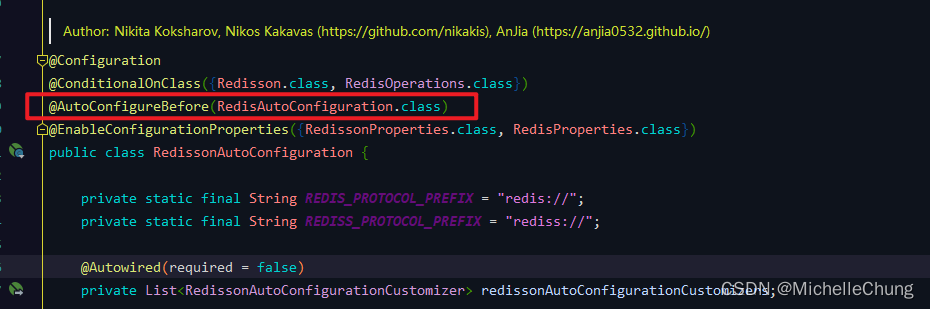 Author: Nikita Koksharov, Nikos Kakavas (https://github.com/nikakis), AnJia (https://anjia0532.github.io/)
@Configuration
@ConditionalOnClass({Redisson.class, RedisOperations.class})
@AutoConfigureBefore(RedisAutoConfiguration.class)
@EnableConfigurationProperties({RedissonProperties.class, RedisProperties.class})
public class RedissonAutoConfiguration {
private static final String REDIS_PROTOCOL_PREFIX = "redis://";
private static final String REDISS_PROTOCOL_PREFIX = "rediss://";
@Autowired(required = false)
private List<RedissonAutoConfigurationCustomizer> redissonAutoConfigurationCustomizers;
CSDN @MichelleChung